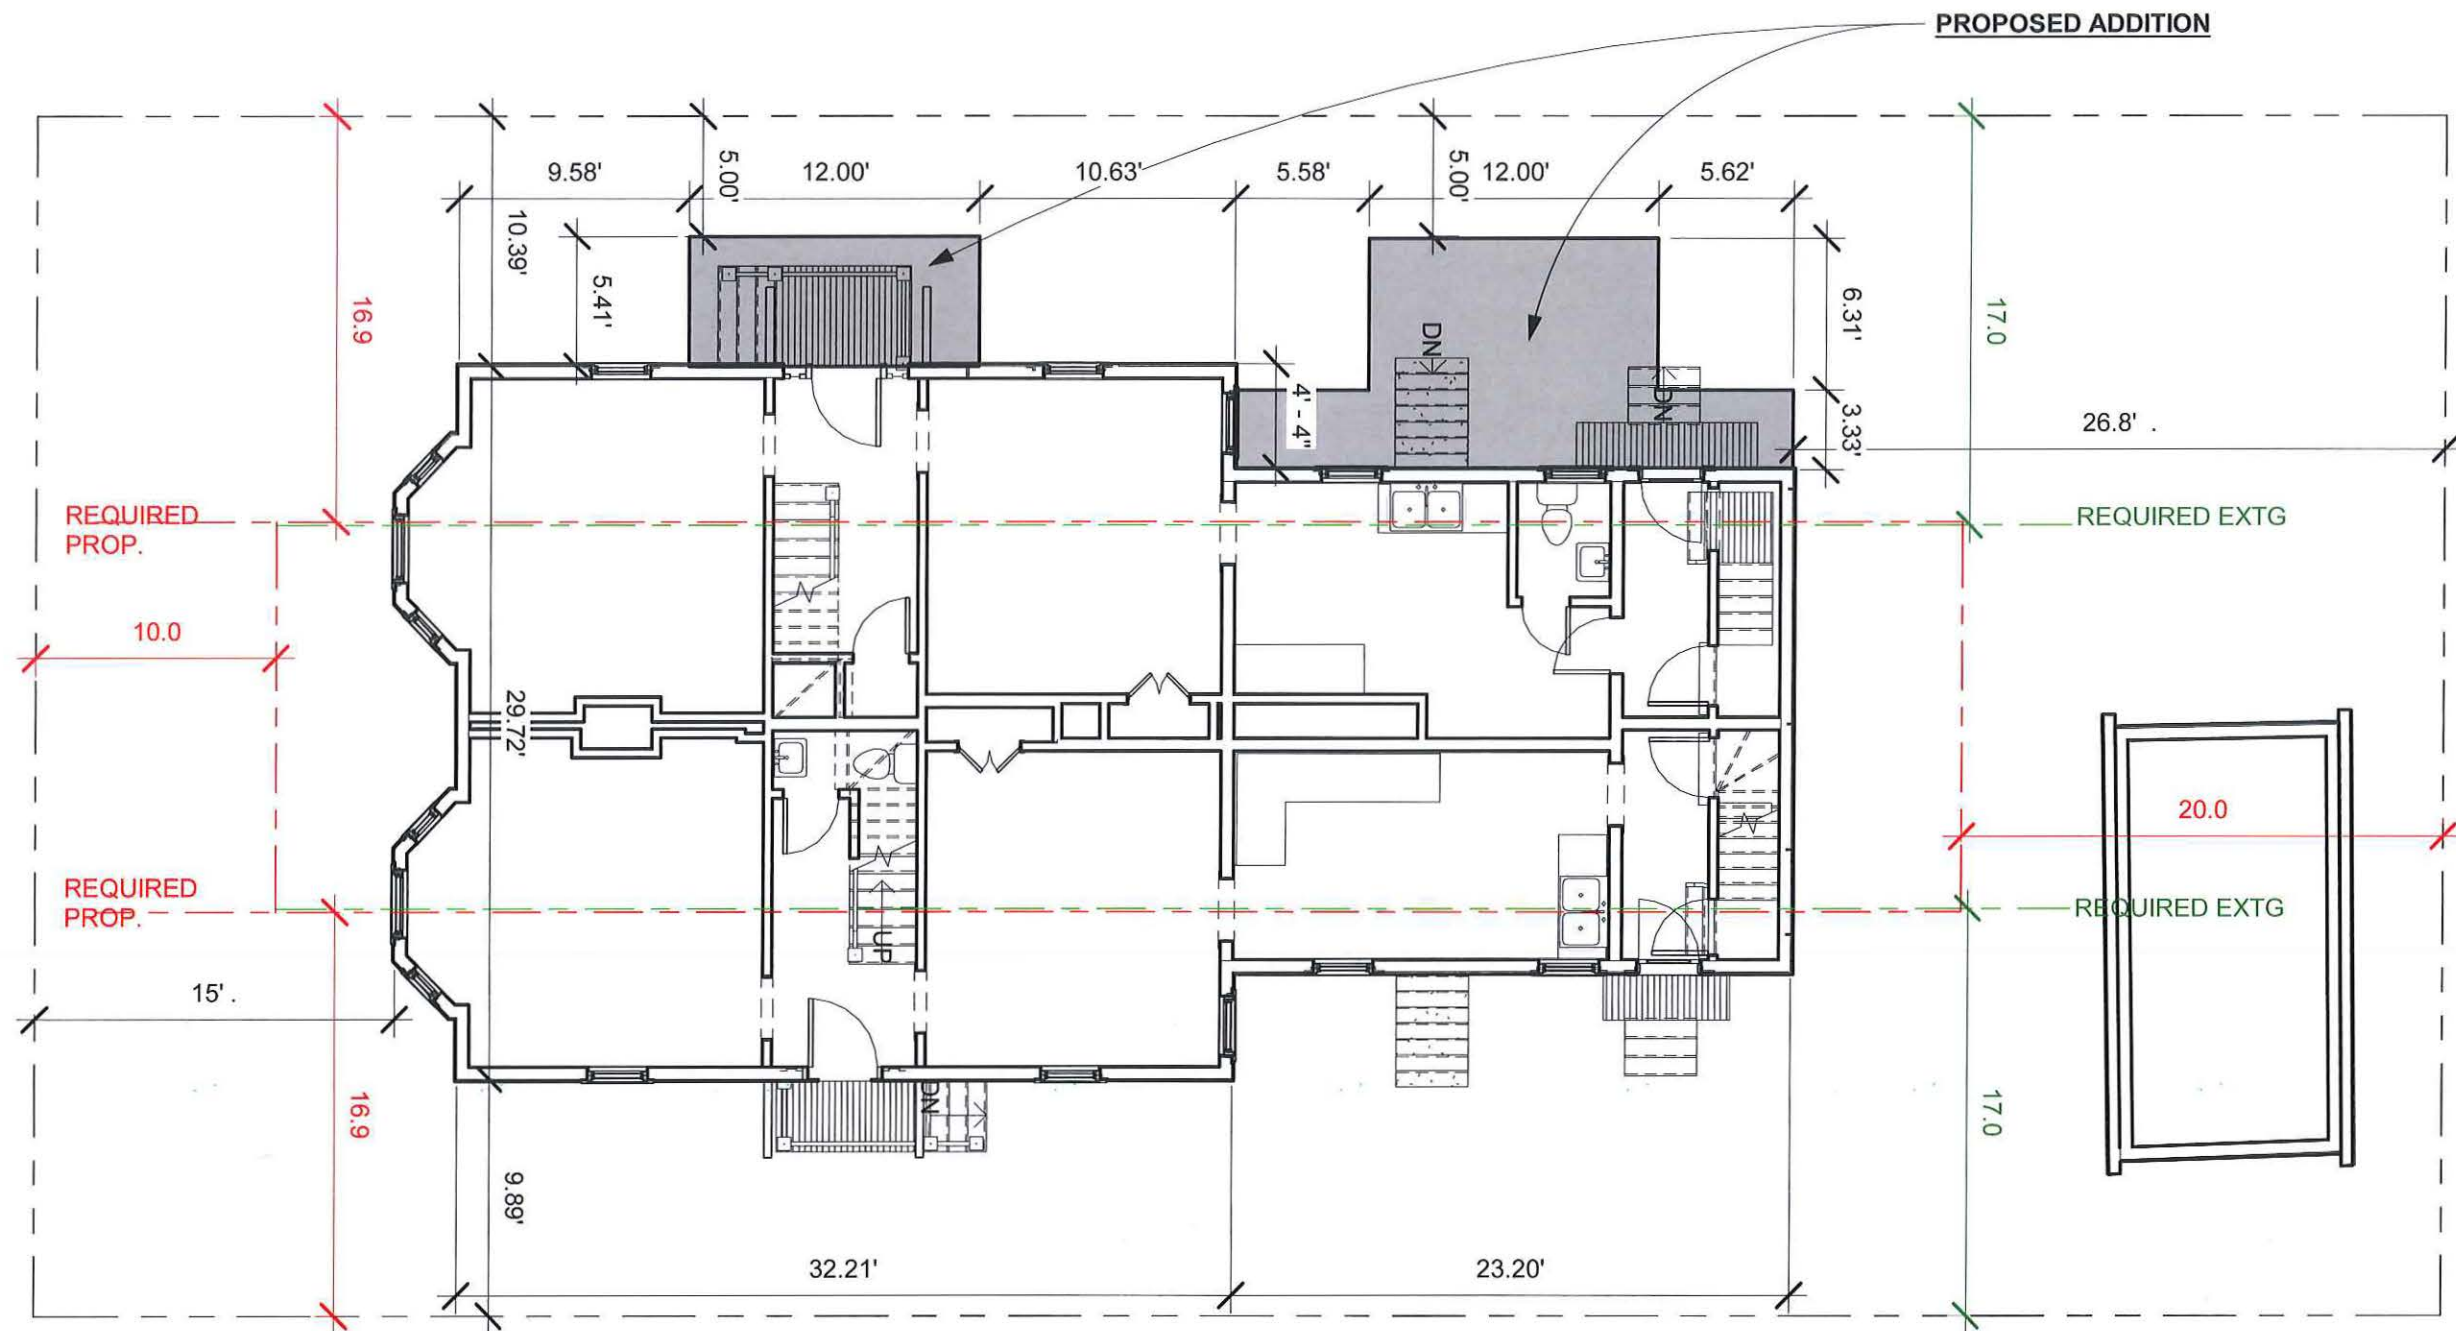 PROPOSED ADDITION
9.58'
5.00'
12.00'
10.63'
5.58'
5.00'
12.00'
5.62'
10.39'
5.41'
16.9
6.31'
17.0
DN
4' - 4"
3.33'
DN
26.8' .
REQUIRED
PROP.
REQUIRED EXTG
10.0
29.72'
20.0
REQUIRED
PROP.
REQUIRED EXTG
UP
15' .
16.9
DN
17.0
9.89'
32.21'
23.20'